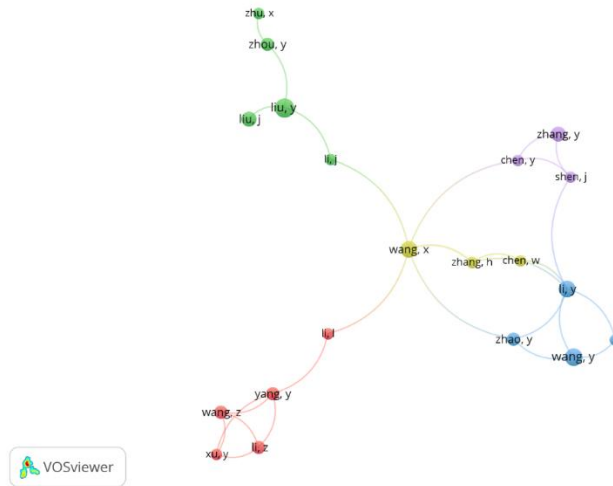 zhu, x
zhou, y
liu, y
liu, j
li, j
zhang, y
chen, y
shen, j
wang, x
zhang, h
chen, w
li, y
zhao, y
wang, y
li, l
yang, y
wang, z
li, z
xu, y
VOSviewer